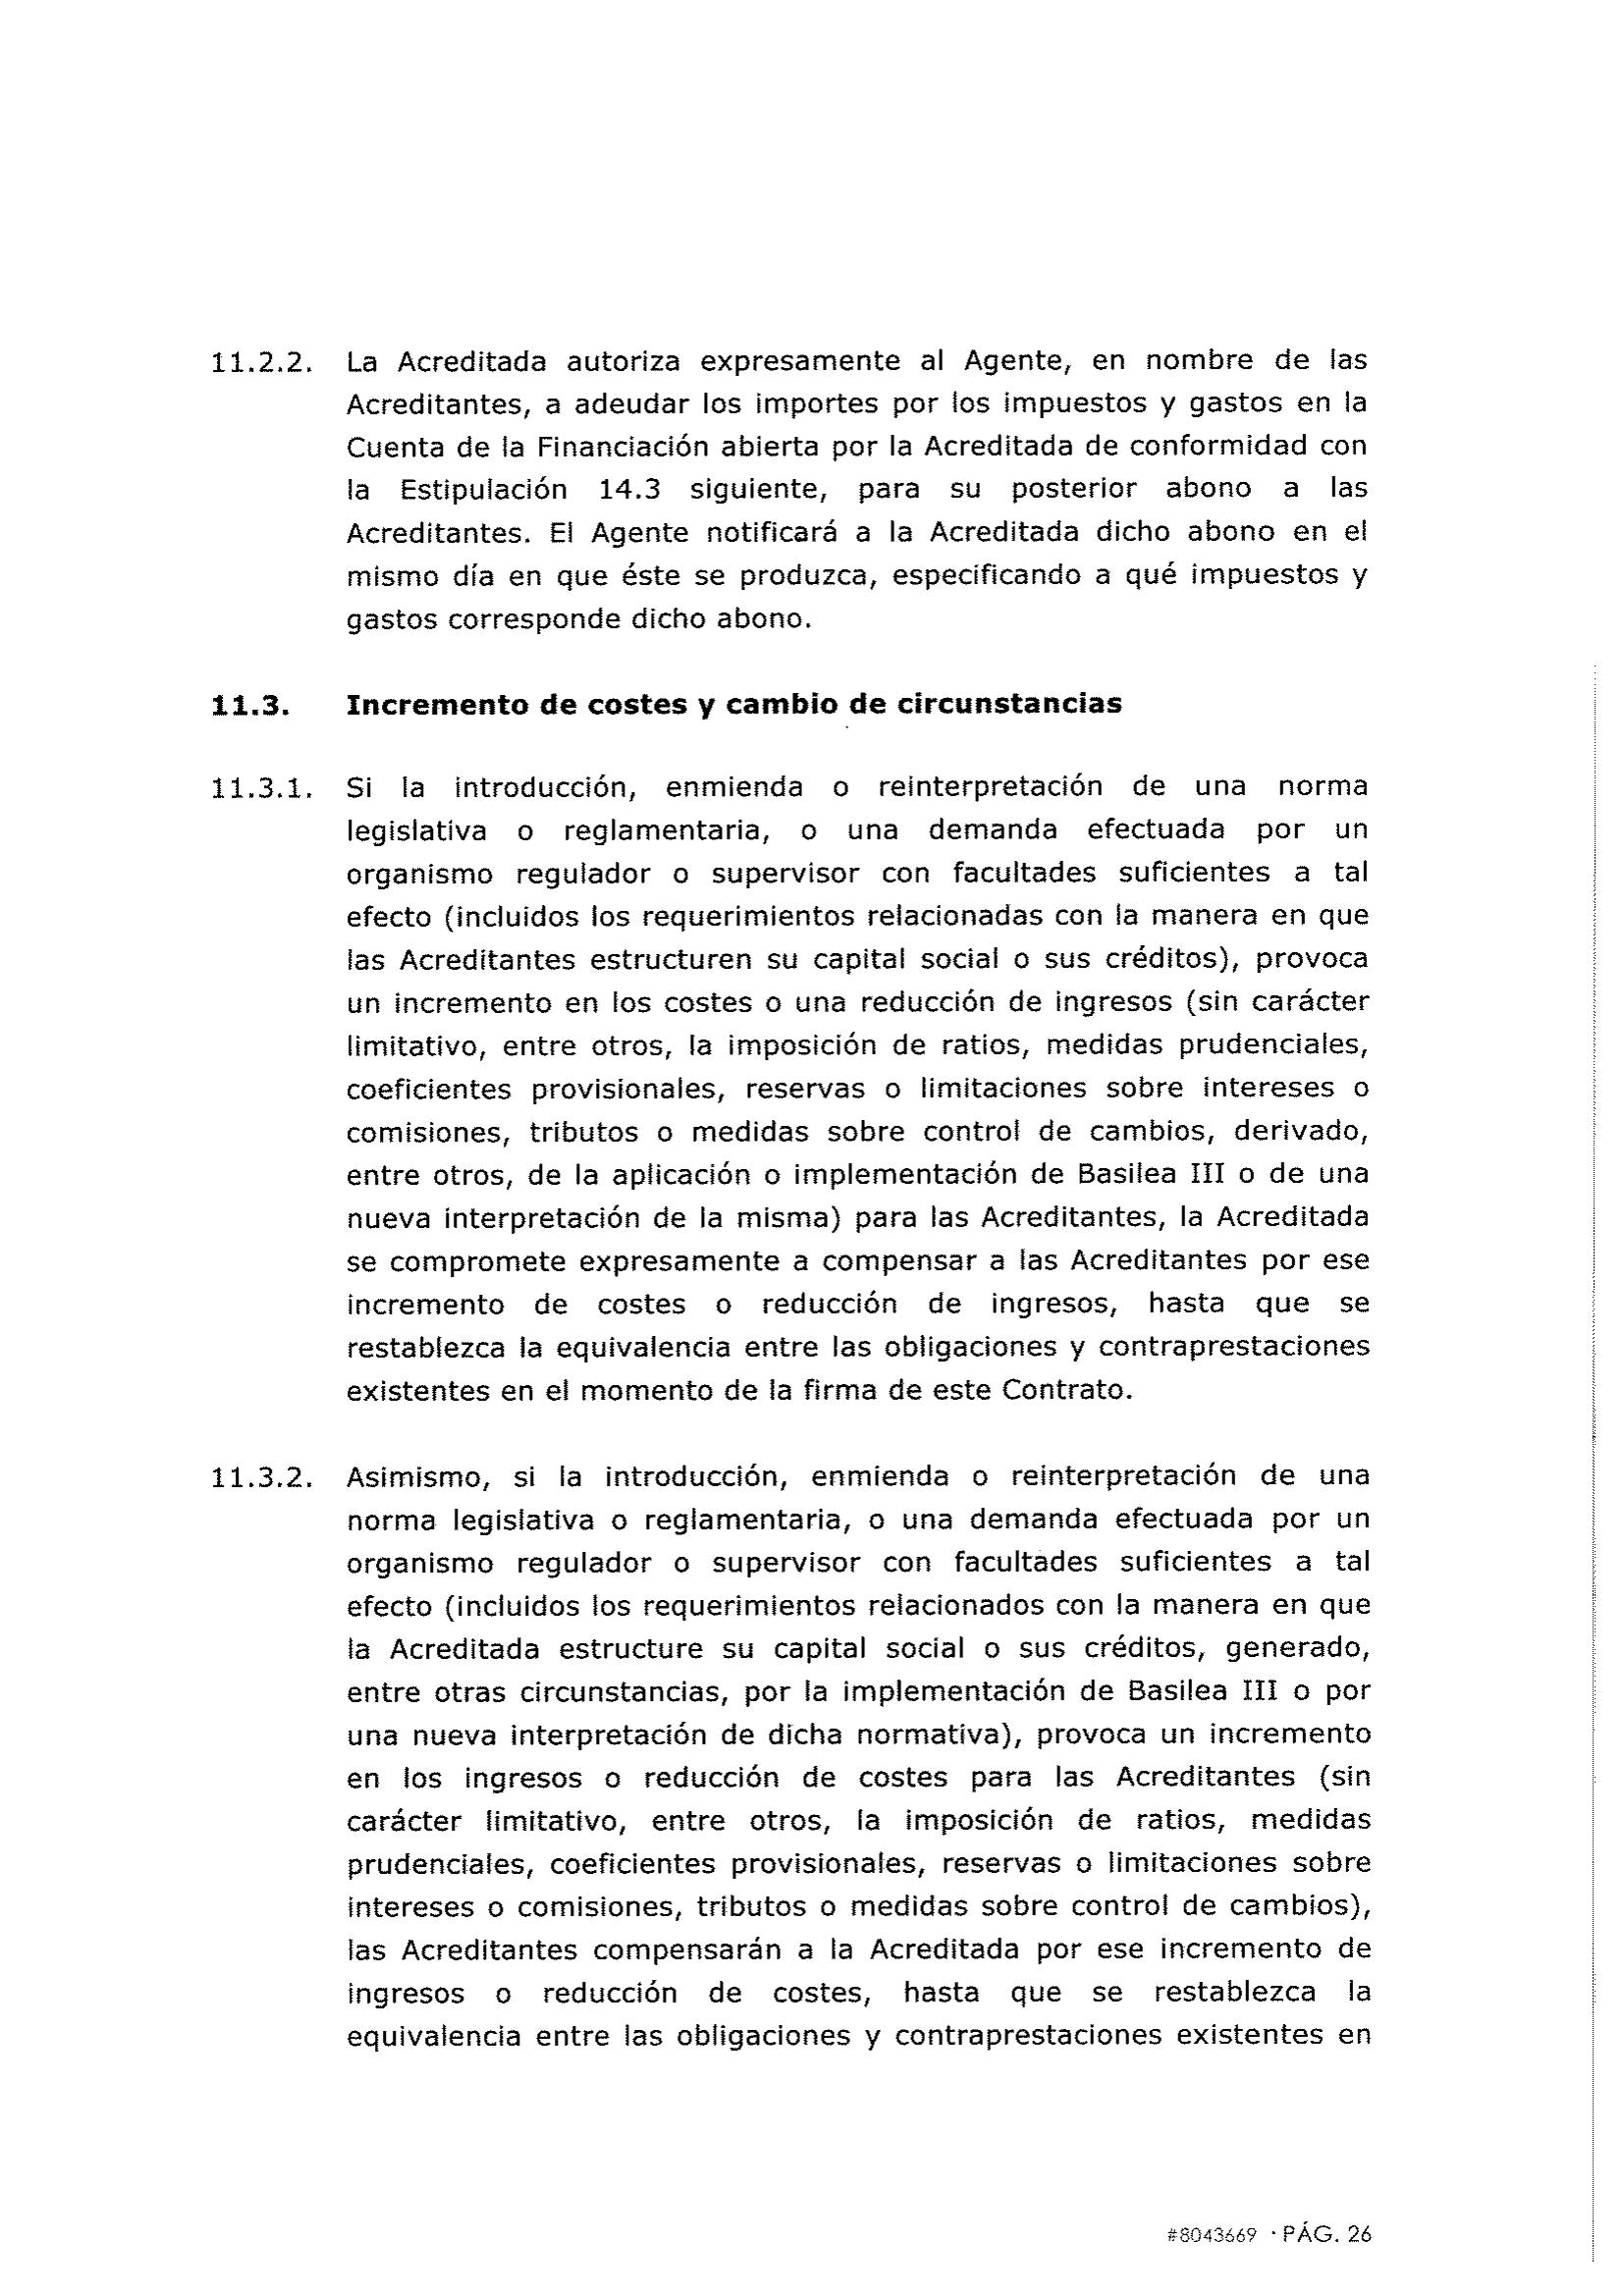 11.2.2. La Acreditada autoriza expresamente al Agente, en nombre de las
Acreditantes, a adeudar los importes por los impuestos y gastos en la
Cuenta de la Financiación abierta por la Acreditada de conformidad con
la Estipulación 14.3 siguiente, para su posterior abono a las
Acreditantes. El Agente notificará a la Acreditada dicho abono en el
mismo día en que éste se produzca, especificando a qué impuestos y
gastos corresponde dicho abono.
11.3. Incremento de costes y cambio de circunstancias
11.3.1. Si la introducción, enmienda o reinterpretación de una norma
legislativa o reglamentaria, o una demanda efectuada por un
organismo regulador o supervisor con facultades suficientes a tal
efecto (incluidos los requerimientos relacionadas con la manera en que
las Acreditantes estructuren su capital social o sus créditos), provoca
un incremento en los costes o una reducción de ingresos (sin carácter
limitativo, entre otros, la imposición de ratios, medidas prudenciales,
coeficientes provisionales, reservas o limitaciones sobre intereses o
comisiones, tributos o medidas sobre control de cambios, derivado,
entre otros, de la aplicación o implementación de Basilea III o de una
nueva interpretación de la misma) para las Acreditantes, la Acreditada
se compromete expresamente a compensar a las Acreditantes por ese
incremento de costes o reducción de ingresos, hasta que se
restablezca la equivalencia entre las obligaciones y contraprestaciones
existentes en el momento de la firma de este Contrato.
11.3.2. Asimismo, si la introducción, enmienda o reinterpretación de una
norma legislativa o reglamentaria, o una demanda efectuada por un
organismo regulador o supervisor con facultades suficientes a tal
efecto (incluidos los requerimientos relacionados con la manera en que
la Acreditada estructure su capital social o sus créditos, generado,
entre otras circunstancias, por la implementación de Basilea III o por
una nueva interpretación de dicha normativa), provoca un incremento
en los ingresos o reducción de costes para las Acreditantes (sin
carácter limitativo, entre otros, la imposición de ratios, medidas
prudenciales, coeficientes provisionales, reservas o limitaciones sobre
intereses o comisiones, tributos o medidas sobre control de cambios),
las Acreditantes compensarán a la Acreditada por ese incremento de
ingresos o reducción de costes, hasta que se restablezca la
equivalencia entre las obligaciones y contraprestaciones existentes en
#8043669 · PÁG. 26